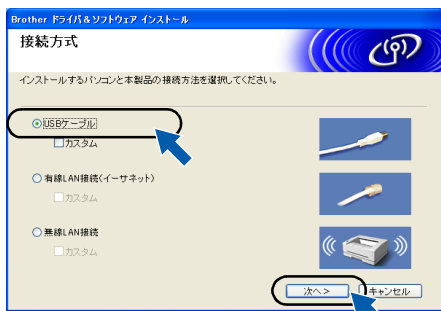 Brother ドライバ&ソフトウェア インストール
接続方式
インストールするパソコンと本製品の接続方法を選択してください。
USBケーブル
カスタム
有線LAN接続(イーサネット)
カスタム
無線LAN接続
カスタム
次へ>
キャンセル